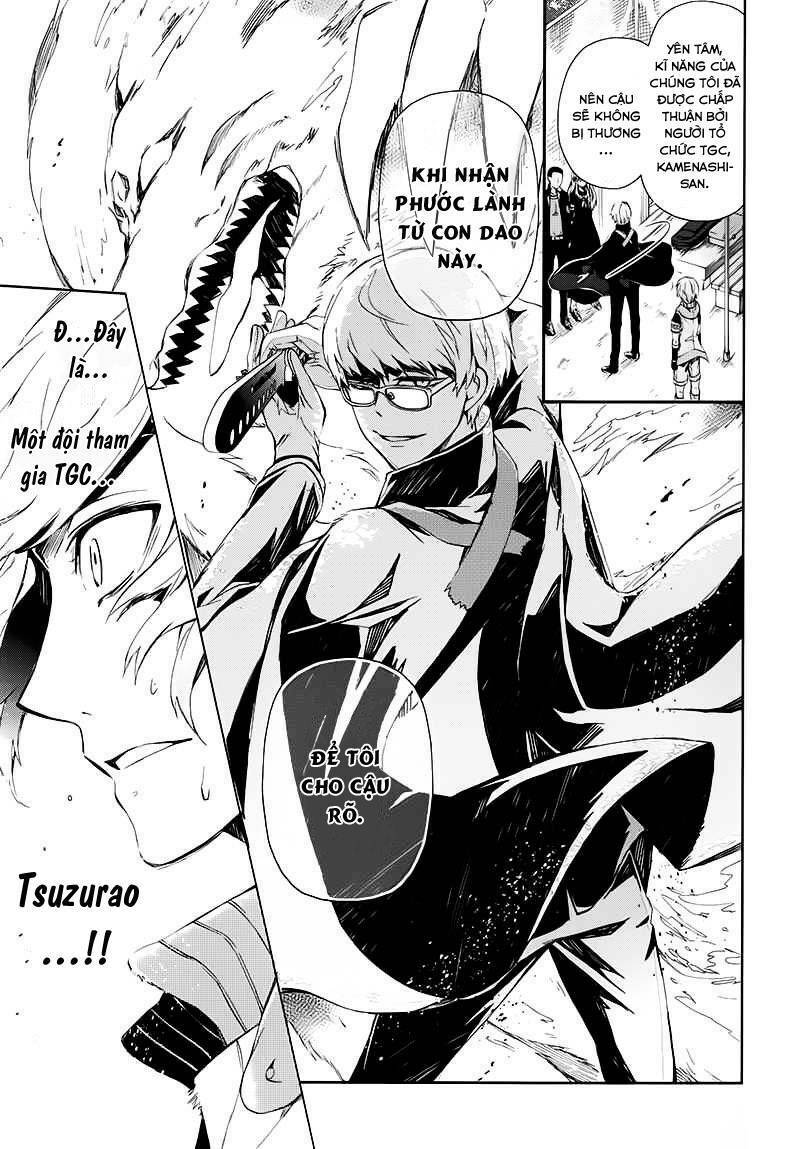 YÊN TÂM,
KĨ NĂNG CỦA
CHÚNG TÔI ĐÃ
ĐƯỢC CHẤP
THUẬN BỞI
NGƯỜI TỔ
CHỨC TGC,
KAMENASHI-
SAN.
NÊN CẬU
SẼ KHÔNG
BỊ THƯƠNG
...
KHI NHẬN
PHƯỚC LÀNH
TỪ CON DAO
NÀY.
ĐỂ TÔI
CHO CẬU
RÕ.
Đ...Đây
là...
Một đội tham
gia TGC...
Tsuzurao
...!!